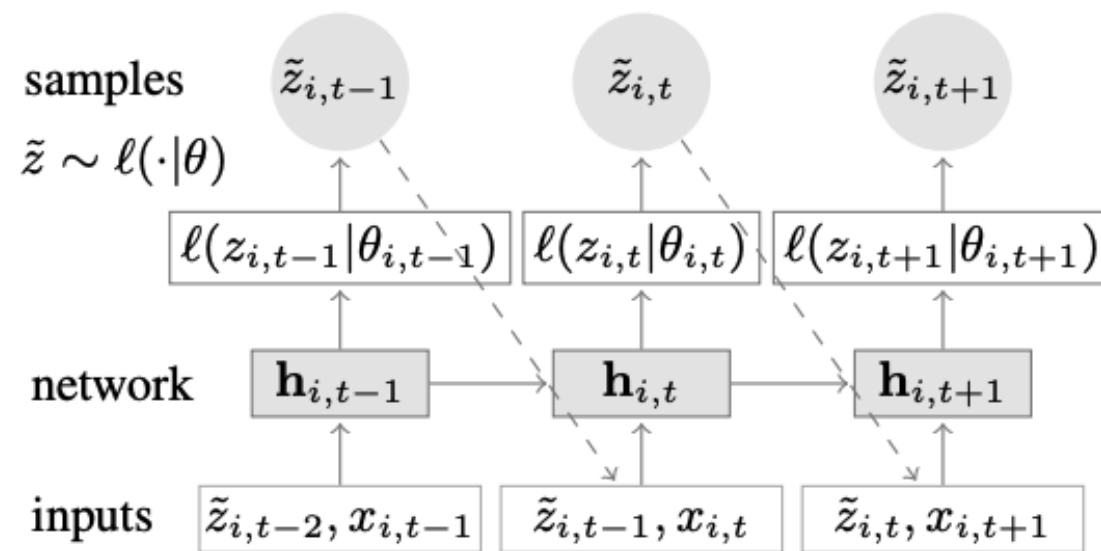 samples z̃_{i,t−1} z̃_{i,t} z̃_{i,t+1}
z̃ ∼ ℓ(·|θ)
ℓ(z_{i,t−1}|θ_{i,t−1}) ℓ(z_{i,t}|θ_{i,t}) ℓ(z_{i,t+1}|θ_{i,t+1})
network 𝐡_{i,t−1} 𝐡_{i,t} 𝐡_{i,t+1}
inputs z̃_{i,t−2}, x_{i,t−1} z̃_{i,t−1}, x_{i,t} z̃_{i,t}, x_{i,t+1}